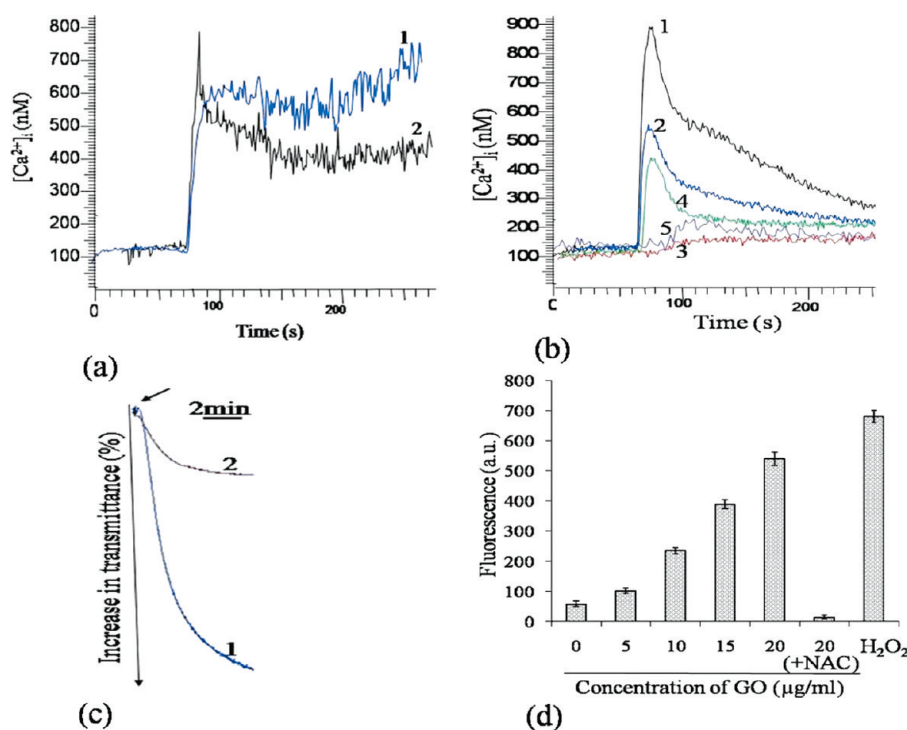 800
700
600
500
400
300
200
100
[Ca²⁺]ᵢ (nM)
1
2
0
100
200
Time (s)
(a)
900
800
700
600
500
400
300
200
100
[Ca²⁺]ᵢ (nM)
1
2
4
5
3
0
100
200
Time (s)
(b)
2min
Increase in transmittance (%)
2
1
(c)
800
700
600
500
400
300
200
100
0
Fluorescence (a.u.)
0 5 10 15 20 20 H₂O₂
(+NAC)
Concentration of GO (µg/ml)
(d)